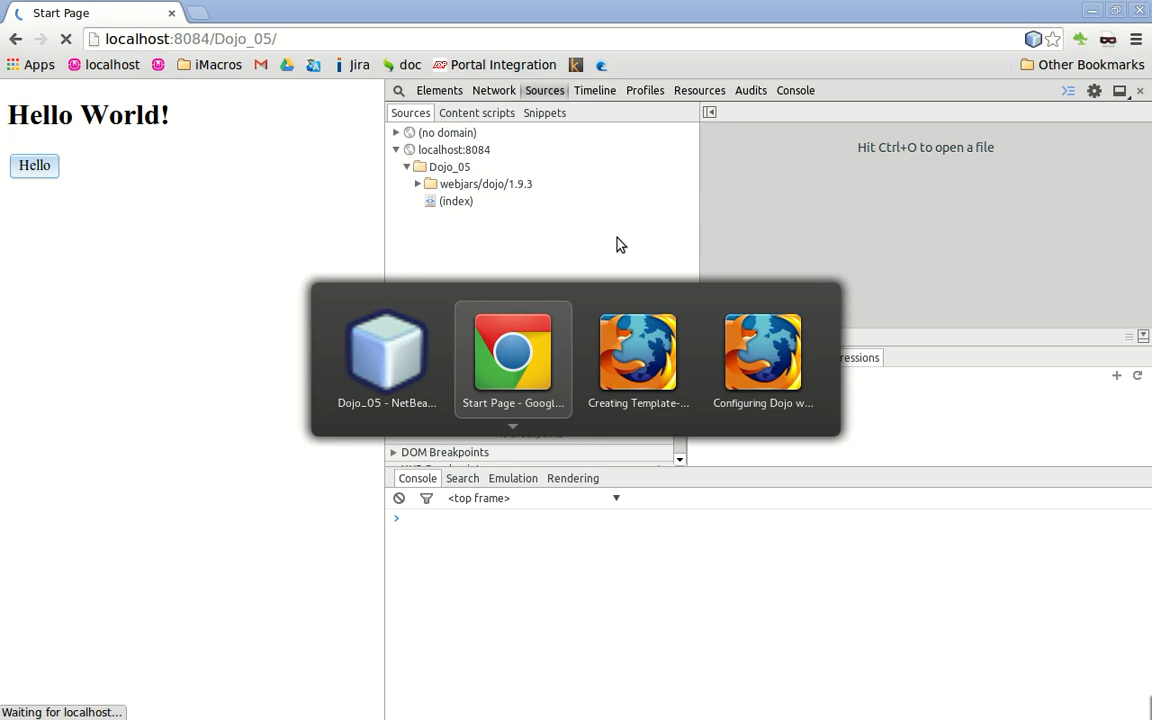 Start Page
localhost:8084/Dojo_05/
Apps localhost iMacros Jira doc Portal Integration Other Bookmarks
Hello World!
Hello
Elements Network Sources Timeline Profiles Resources Audits Console
Sources Content scripts Snippets
(no domain)
localhost:8084
Dojo_05
webjars/dojo/1.9.3
(index)
Hit Ctrl+O to open a file
Dojo_05 - NetBea... Start Page - Googl... Creating Template-... Configuring Dojo w...
ressions
DOM Breakpoints
Console Search Emulation Rendering
<top frame>
Waiting for localhost...